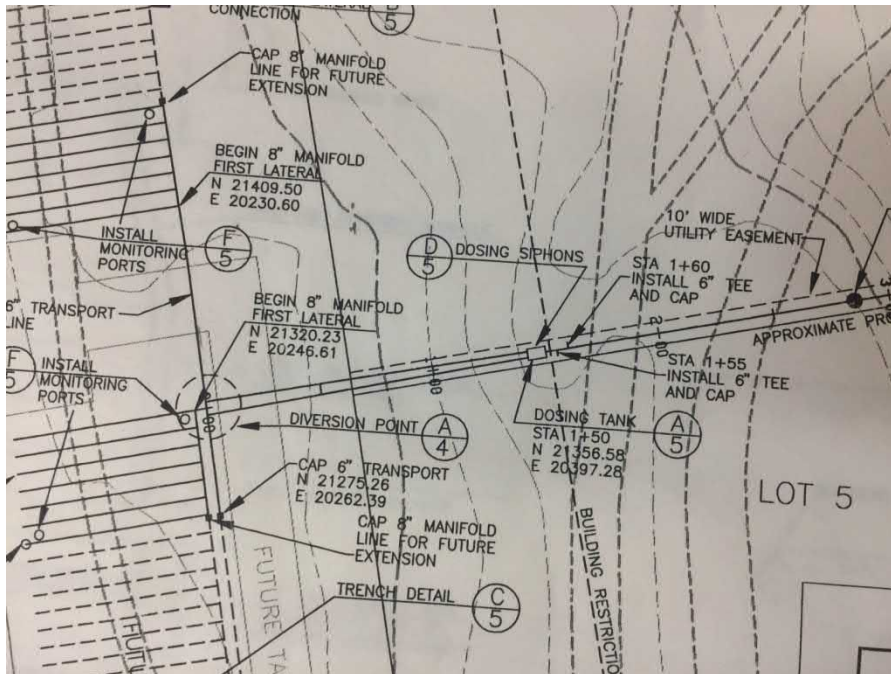 CONNECTION
5
CAP 8" MANIFOLD
LINE FOR FUTURE
EXTENSION
BEGIN 8" MANIFOLD
FIRST LATERAL
N 21409.50
E 20230.60
INSTALL
MONITORING
PORTS
F
5
D
5
DOSING SIPHONS
10' WIDE
UTILITY EASEMENT
STA 1+60
INSTALL 6" TEE
AND CAP
6" TRANSPORT
LINE
BEGIN 8" MANIFOLD
FIRST LATERAL
N 21320.23
E 20246.61
2+00
APPROXIMATE
F
5
INSTALL
MONITORING
PORTS
1+00
STA 1+55
INSTALL 6" TEE
AND CAP
DIVERSION POINT
A
4
DOSING TANK
STA 1+50
N 21356.58
E 20397.28
A
5
CAP 6" TRANSPORT
N 21275.26
E 20262.39
LOT 5
CAP 8" MANIFOLD
LINE FOR FUTURE
EXTENSION
BUILDING RESTRICTIO
FUTURE
TRENCH DETAIL
C
5